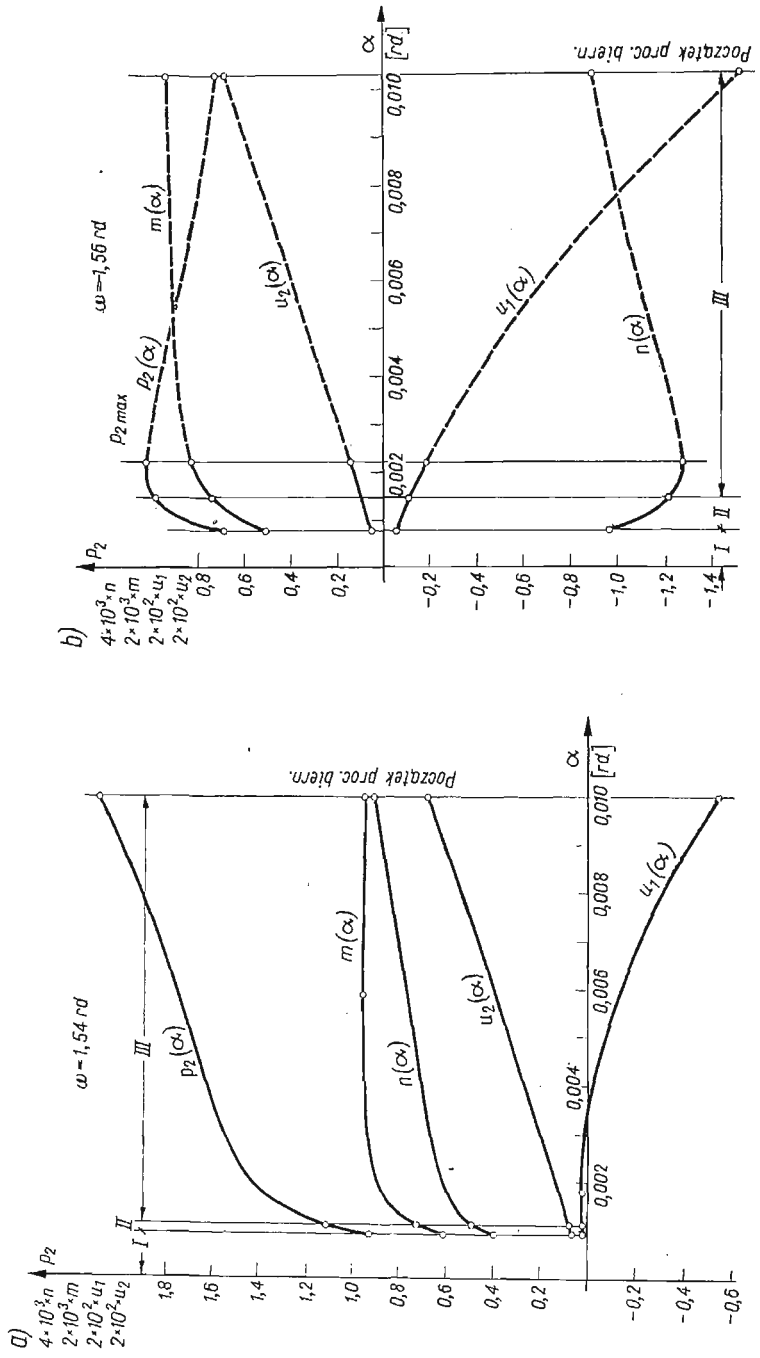 a)
4×10³×n
2×10³×m
2×10²×u₁
2×10²×u₂
p₂
1,8
1,6
1,4
1,2
1,0
0,8
0,6
0,4
0,2
-0,2
-0,4
-0,6
ω=1,54 rd
I
II
III
p₂(α)
m(α)
n(α)
u₂(α)
u₁(α)
0,002
0,004
0,006
0,008
0,010
α
[rd]
Początek proc. biern.
b)
4×10³×n
2×10³×m
2×10²×u₁
2×10²×u₂
p₂
0,8
0,6
0,4
0,2
-0,2
-0,4
-0,6
-0,8
-1,0
-1,2
-1,4
ω=-1,56 rd
p₂ max
p₂(α)
m(α)
u₂(α)
u₁(α)
n(α)
I
II
III
0,002
0,004
0,006
0,008
0,010
α
[rd]
Początek proc. biern.